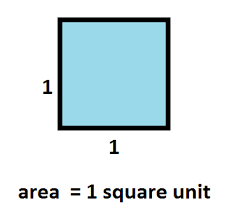 1
1
area = 1 square unit